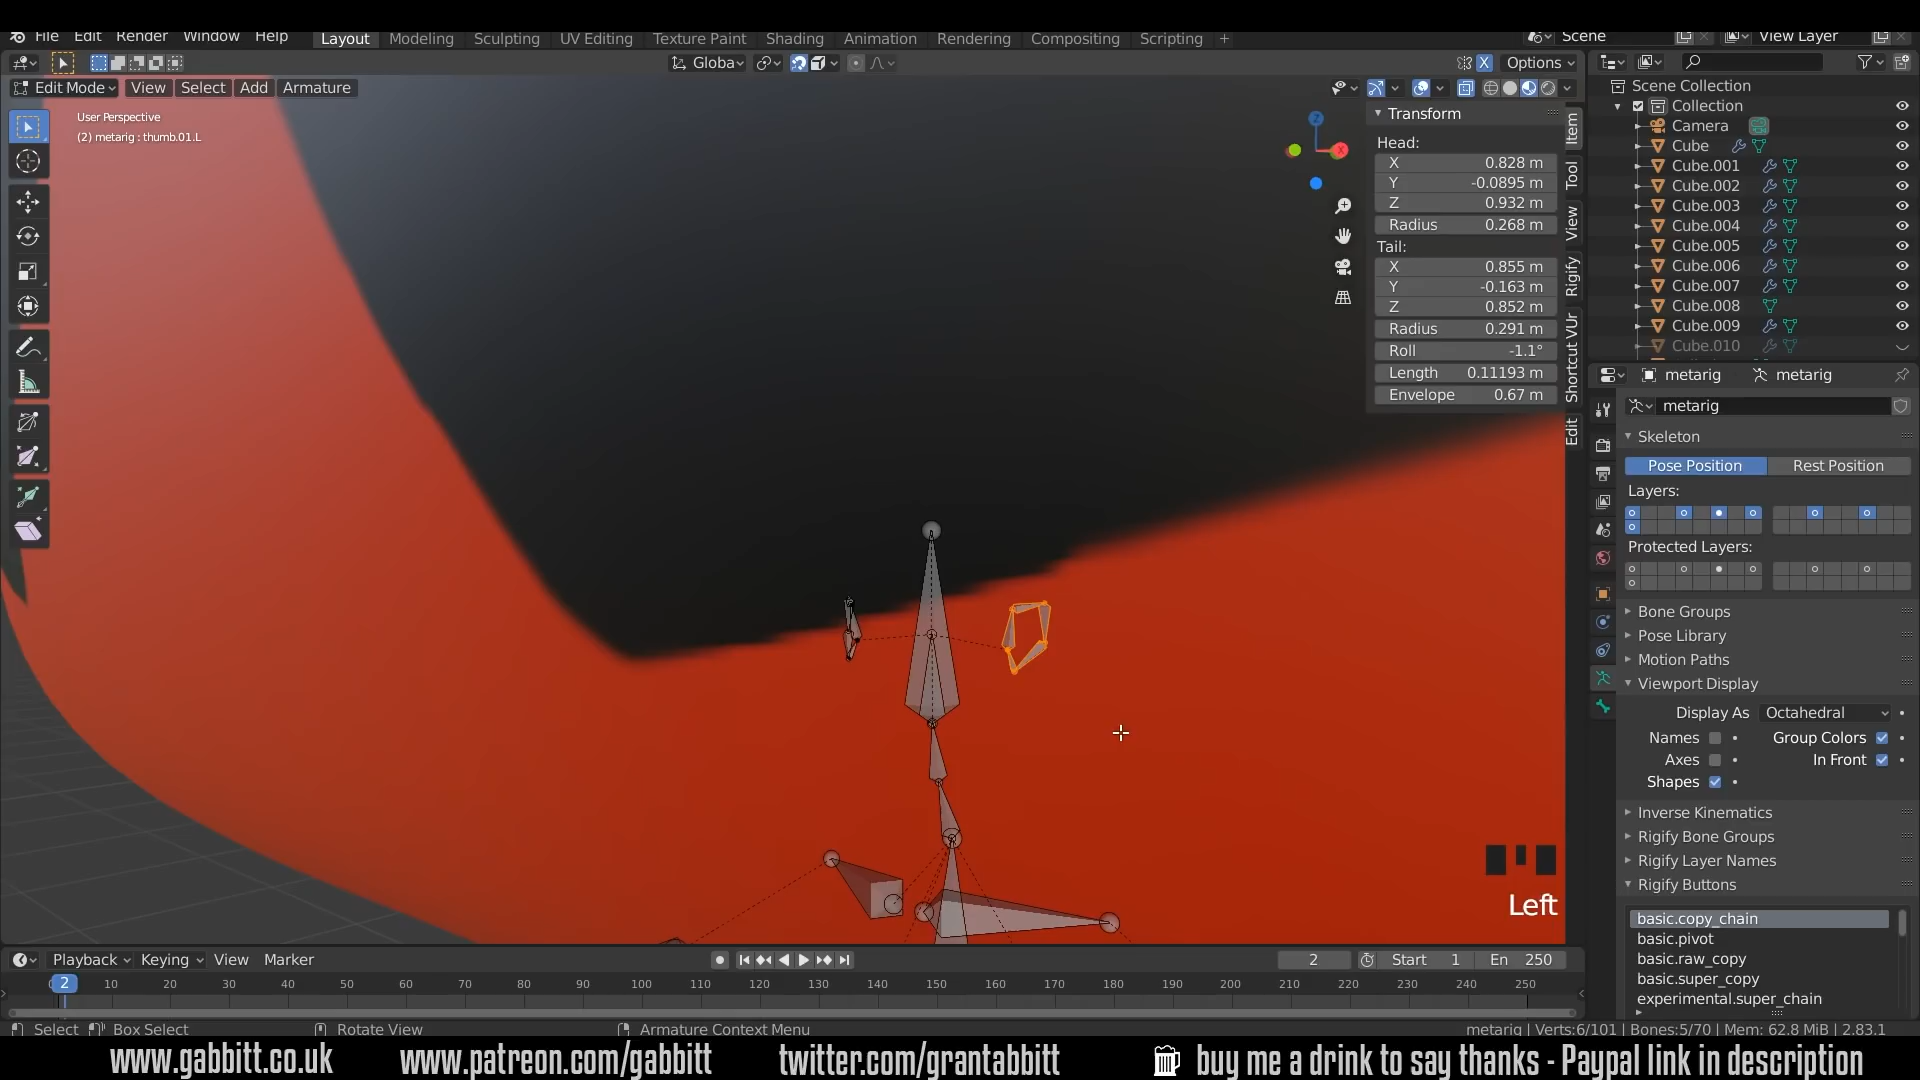 File Edit Render Window Help Layout Modeling Sculpting UV Editing Texture Paint Shading Animation Rendering Compositing Scripting + Scene View Layer
Globa X Options
Edit Mode View Select Add Armature
User Perspective
(2) metarig : thumb.01.L
Z
X
Transform
Head:
X 0.828 m
Y -0.0895 m
Z 0.932 m
Radius 0.268 m
Tail:
X 0.855 m
Y -0.163 m
Z 0.852 m
Radius 0.291 m
Roll -1.1°
Length 0.11193 m
Envelope 0.67 m
Item
Tool
View
Rigify
Shortcut VUr
Edit
Scene Collection
Collection
Camera
Cube
Cube.001
Cube.002
Cube.003
Cube.004
Cube.005
Cube.006
Cube.007
Cube.008
Cube.009
Cube.010
metarig metarig
metarig
Skeleton
Pose Position Rest Position
Layers:
Protected Layers:
Bone Groups
Pose Library
Motion Paths
Viewport Display
Display As Octahedral
Names Group Colors
Axes In Front
Shapes
Inverse Kinematics
Rigify Bone Groups
Rigify Layer Names
Rigify Buttons
basic.copy_chain
basic.pivot
basic.raw_copy
basic.super_copy
experimental.super_chain
Left
Playback Keying View Marker 2 Start 1 En 250
2 10 20 30 40 50 60 70 80 90 100 110 120 130 140 150 160 170 180 190 200 210 220 230 240 250
Select Box Select Rotate View Armature Context Menu metarig | Verts:6/101 | Bones:5/70 | Mem: 62.8 MiB | 2.83.1
www.gabbitt.co.uk www.patreon.com/gabbitt twitter.com/grantabbitt buy me a drink to say thanks - Paypal link in description